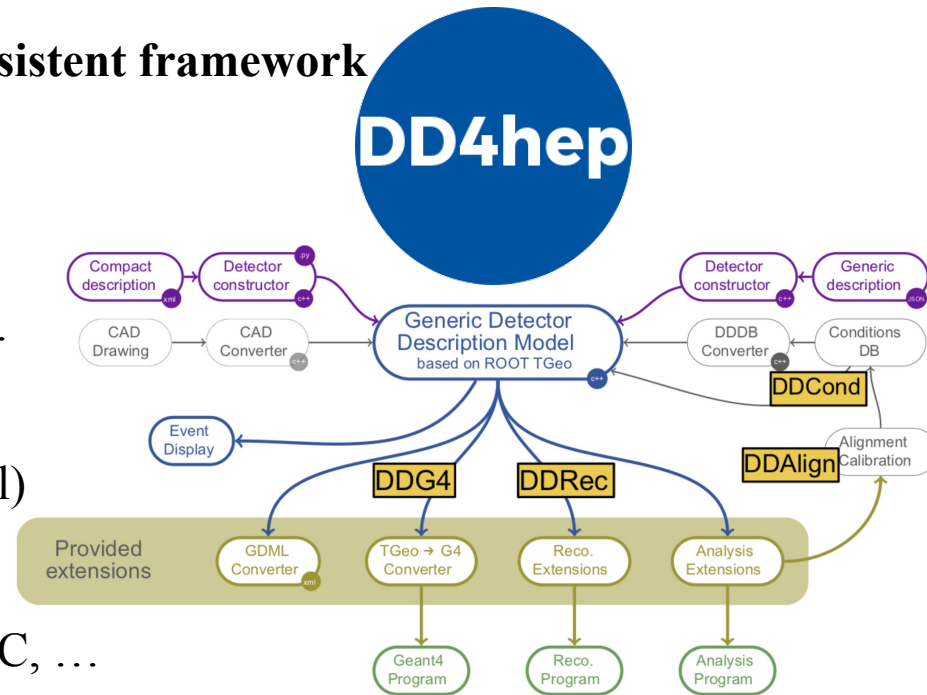 sistent framework
DD4hep
.py
Compact
description
xml
Detector
constructor
c++
Detector
constructor
c++
Generic
description
JSON
.
CAD
Drawing
CAD
Converter
c++
Generic Detector
Description Model
based on ROOT TGeo
c++
DDDB
Converter
c++
Conditions
DB
DDCond
Event
Display
Alignment
Calibration
DDAlign
l)
DDG4
DDRec
Provided
extensions
GDML
Converter
xml
TGeo → G4
Converter
Reco.
Extensions
Analysis
Extensions
C, …
Geant4
Program
Reco.
Program
Analysis
Program